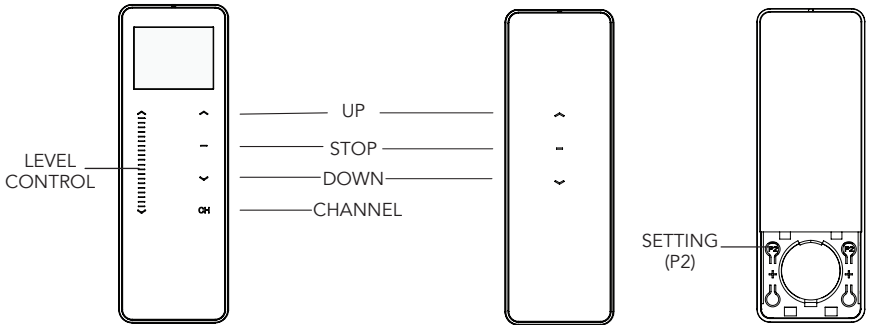 UP
STOP
LEVEL
CONTROL
DOWN
CH
CHANNEL
SETTING
(P2)
P2
P2